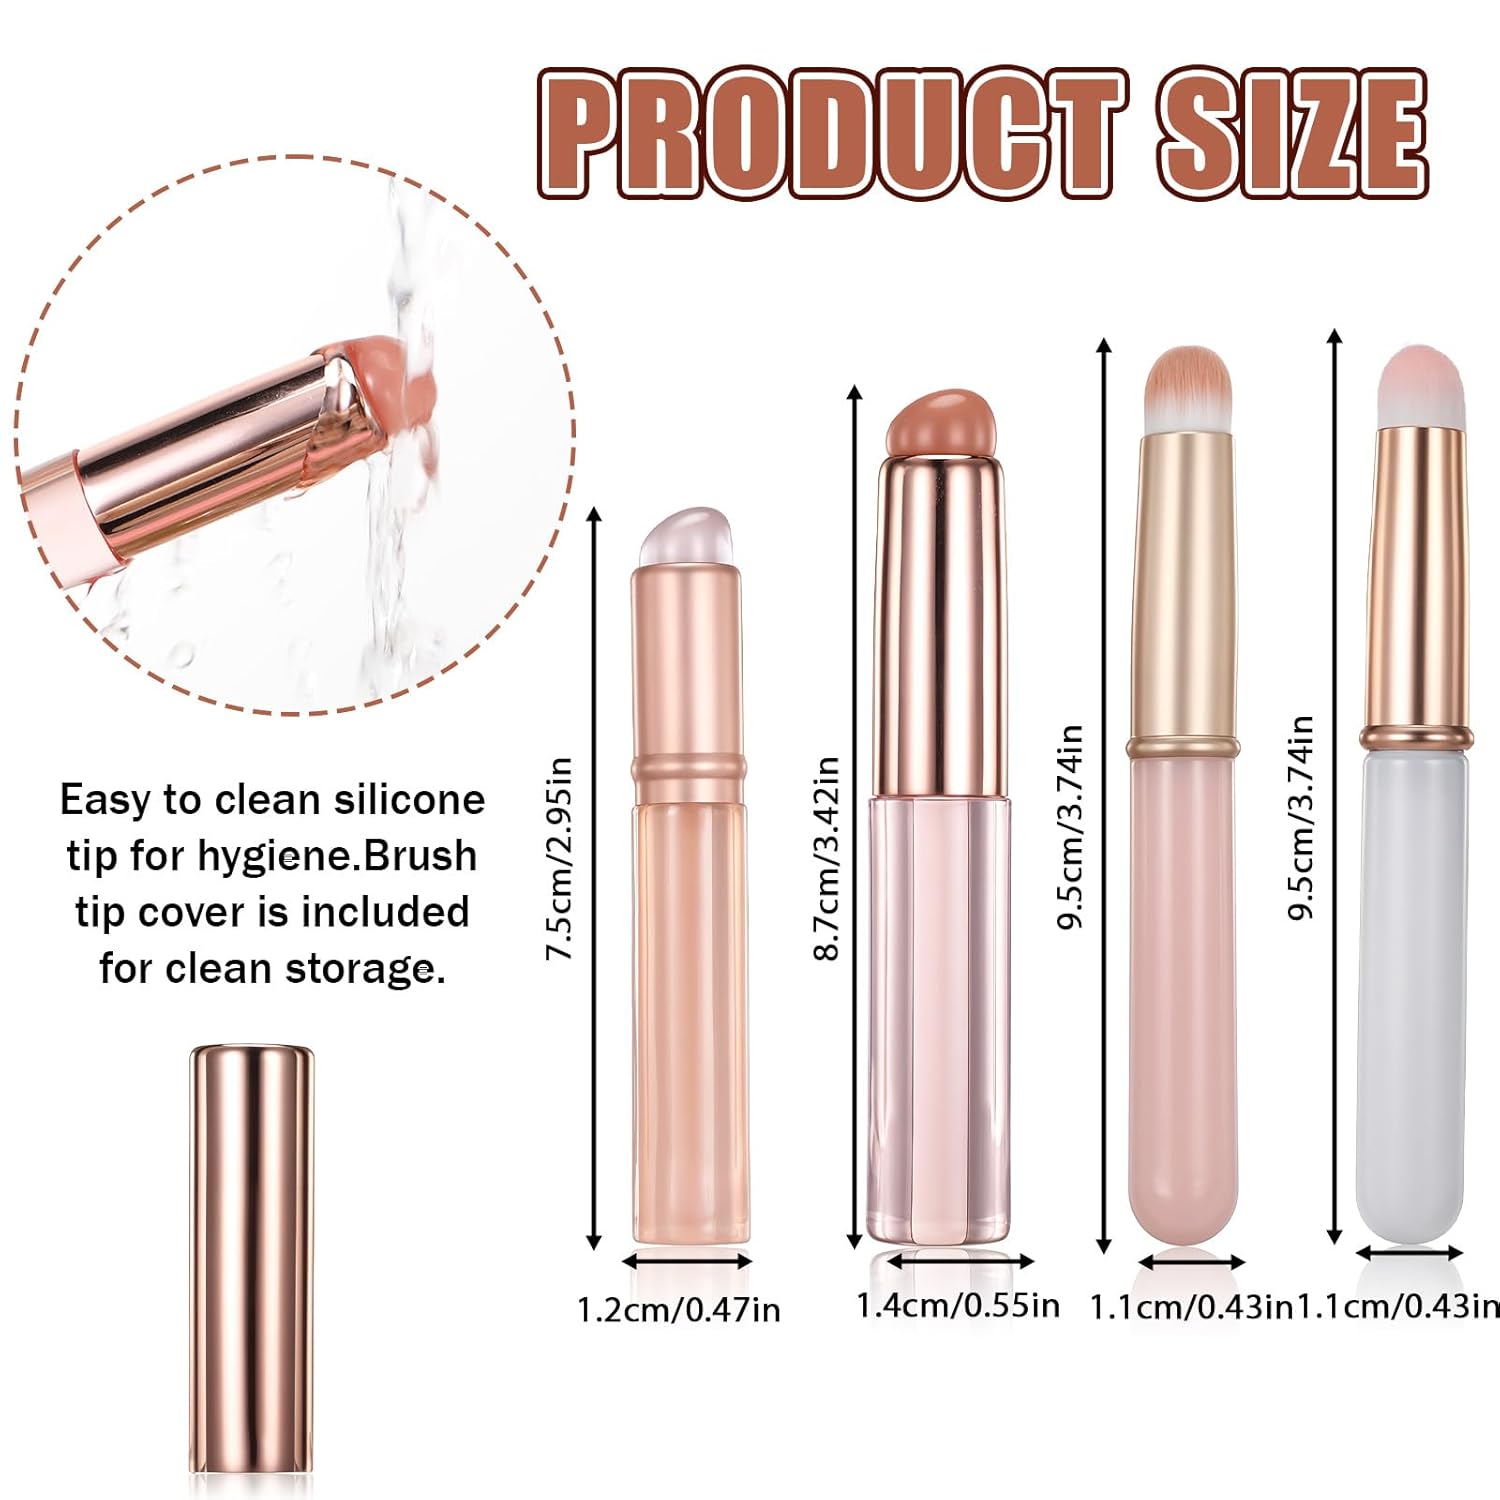 PRODUCT SIZE
Easy to clean silicone
tip for hygiene.Brush
tip cover is included
for clean storage.
7.5cm/2.95in
8.7cm/3.42in
9.5cm/3.74in
9.5cm/3.74in
1.2cm/0.47in
1.4cm/0.55in
1.1cm/0.43in
1.1cm/0.43in